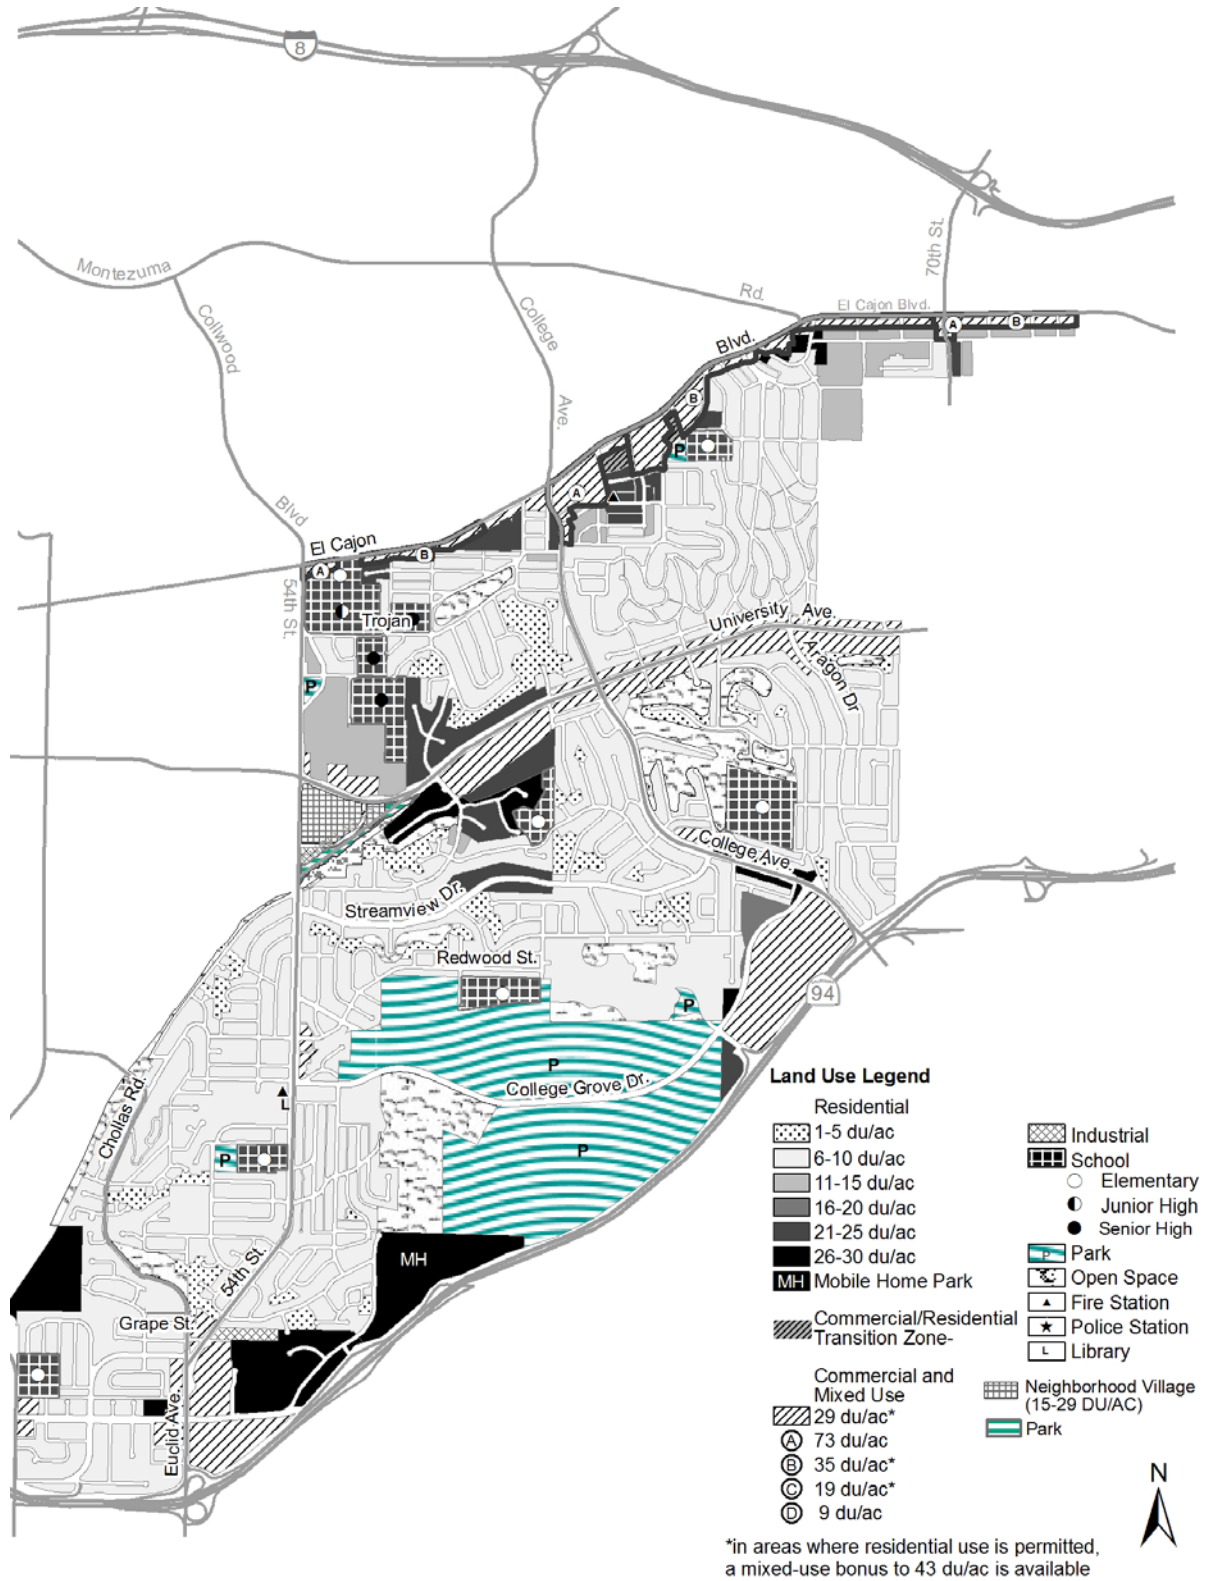 8
Montezuma
Collwood
College
Rd.
70th St.
El Cajon Blvd.
A
B
Blvd.
B
Ave.
P
A
Blvd
El Cajon
B
A
54th St.
Trojan
University Ave.
Aragon Dr
P
College Ave
Streamview Dr.
Redwood St.
94
P
P
College Grove Dr.
L
Chollas Rd.
P
P
54th St.
MH
Grape St.
Euclid Ave.
Land Use Legend
Residential
1-5 du/ac
6-10 du/ac
11-15 du/ac
16-20 du/ac
21-25 du/ac
26-30 du/ac
MH Mobile Home Park
Commercial/Residential
Transition Zone-
Commercial and
Mixed Use
29 du/ac*
A 73 du/ac
B 35 du/ac*
C 19 du/ac*
D 9 du/ac
Industrial
School
Elementary
Junior High
Senior High
P Park
Open Space
Fire Station
Police Station
L Library
Neighborhood Village
(15-29 DU/AC)
Park
N
*in areas where residential use is permitted,
a mixed-use bonus to 43 du/ac is available